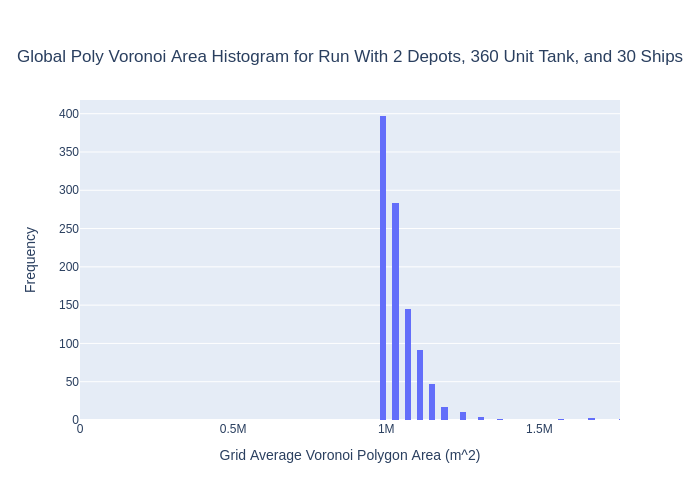 Global Poly Voronoi Area Histogram for Run With 2 Depots, 360 Unit Tank, and 30 Ships
400
350
300
250
200
150
100
50
0
Frequency
0 0.5M 1M 1.5M
Grid Average Voronoi Polygon Area (m^2)